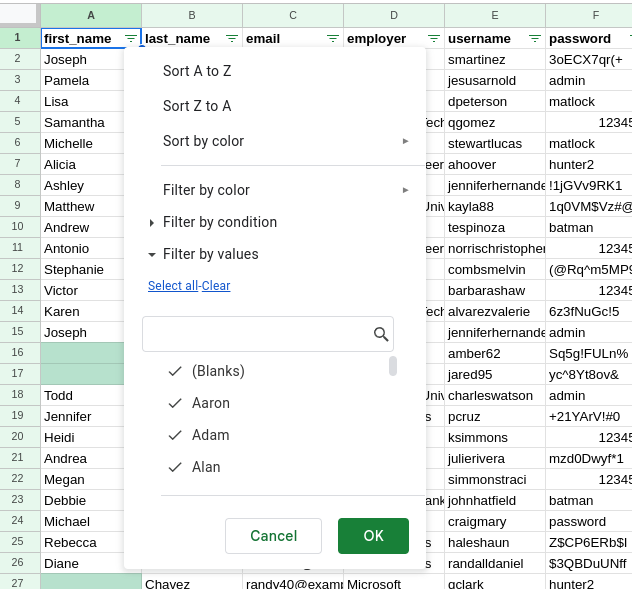 A B C D E F
1 first_name last_name email employer username password
2 Joseph smartinez 3oECX7qr(+
3 Pamela jesusarnold admin
4 Lisa dpeterson matlock
5 Samantha Tech qgomez 12345
6 Michelle stewartlucas matlock
7 Alicia eer ahoover hunter2
8 Ashley jenniferhernande !1jGVv9RK1
9 Matthew Univ kayla88 1q0VM$Vz#@
10 Andrew tespinoza batman
11 Antonio eer norrischristopher 12345
12 Stephanie combsmelvin (@Rq^m5MP9
13 Victor barbarashaw 12345
14 Karen Tech alvarezvalerie 6z3fNuGc!5
15 Joseph jenniferhernande admin
16 amber62 Sq5g!FULn%
17 jared95 yc^8Yt8ov&
18 Todd Univ charleswatson admin
19 Jennifer s pcruz +21YArV!#0
20 Heidi ksimmons 12345
21 Andrea julierivera mzd0Dwyf*1
22 Megan simmonstraci 12345
23 Debbie ank johnhatfield batman
24 Michael craigmary password
25 Rebecca s haleshaun Z$CP6ERb$l
26 Diane s randalldaniel $3QBDuUNff
27 Chavez randy40@examp Microsoft gclark hunter2
Sort A to Z
Sort Z to A
Sort by color
Filter by color
Filter by condition
Filter by values
Select all-Clear
(Blanks)
Aaron
Adam
Alan
Cancel OK